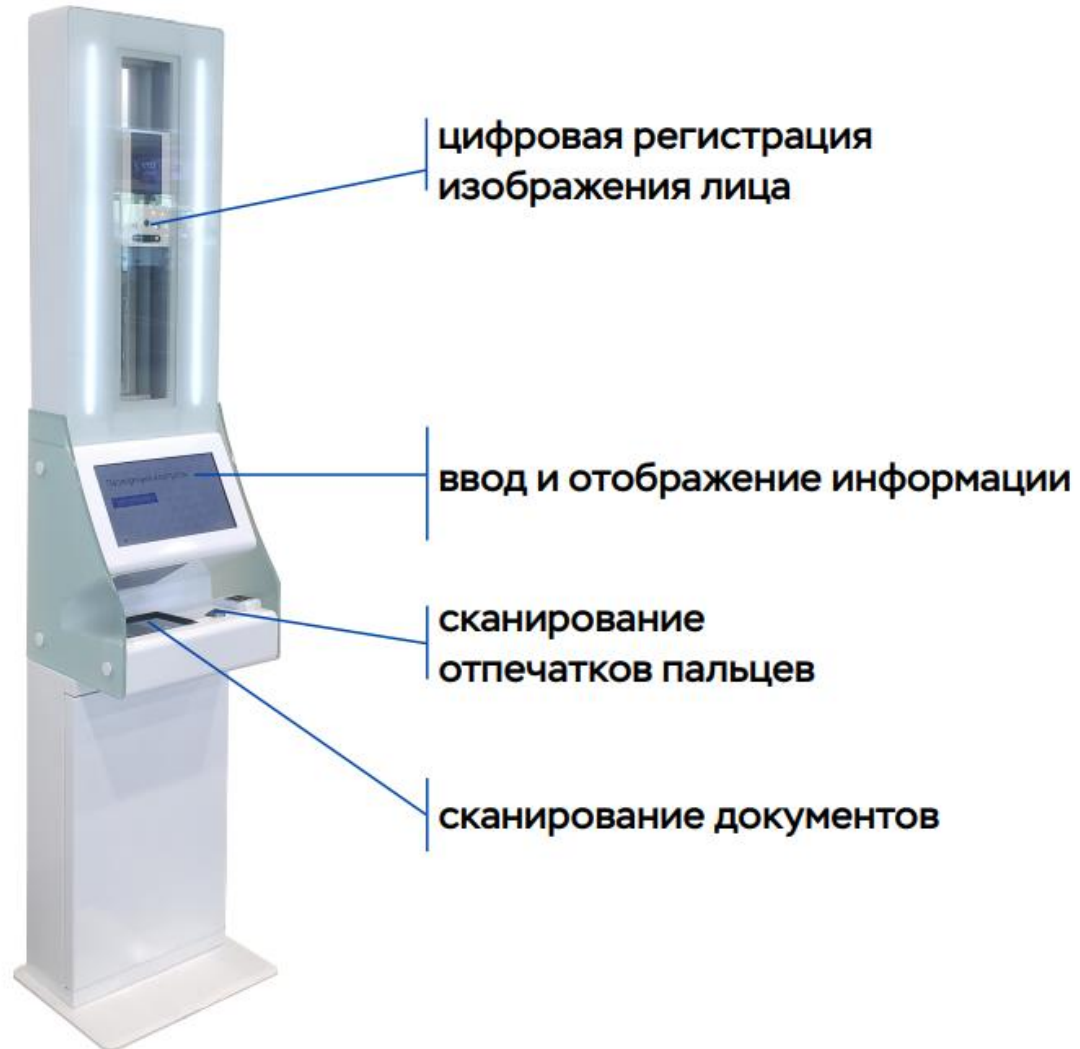 цифровая регистрация
изображения лица
ввод и отображение информации
сканирование
отпечатков пальцев
сканирование документов